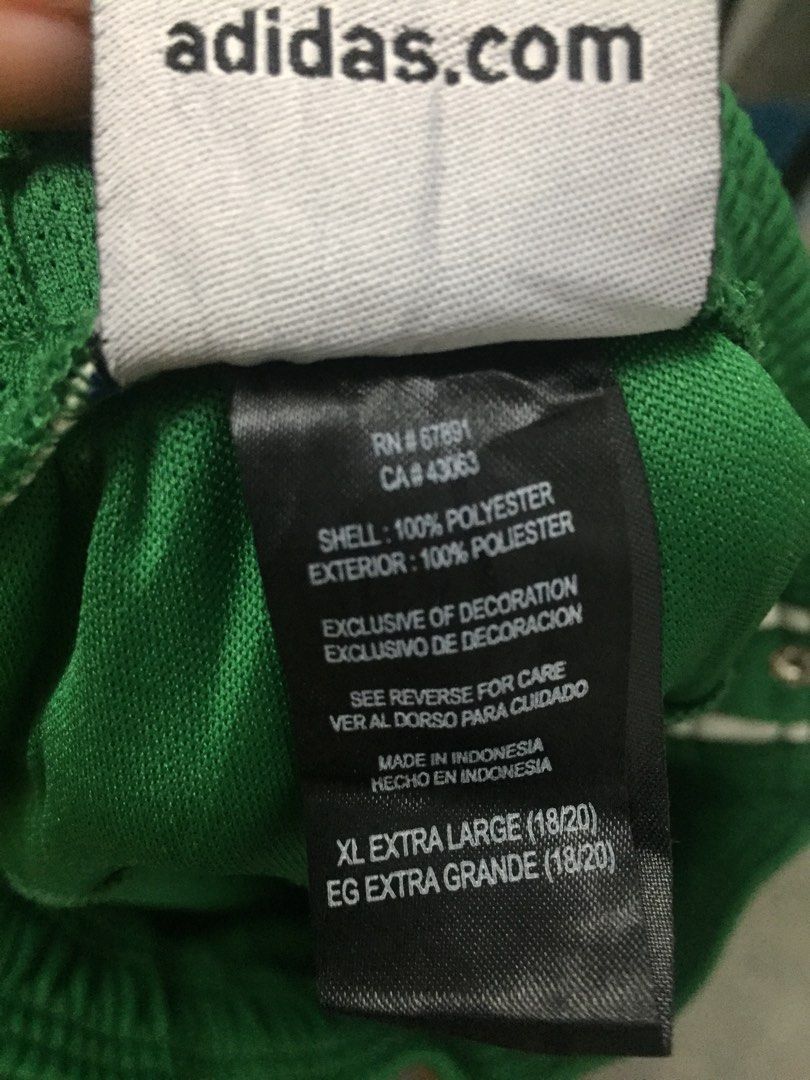 adidas.com
RN # 67891
CA # 43063
SHELL : 100% POLYESTER
EXTERIOR : 100% POLIESTER
EXCLUSIVE OF DECORATION
EXCLUSIVO DE DECORACION
SEE REVERSE FOR CARE
VER AL DORSO PARA CUIDADO
MADE IN INDONESIA
HECHO EN INDONESIA
XL EXTRA LARGE (18/20)
EG EXTRA GRANDE (18/20)